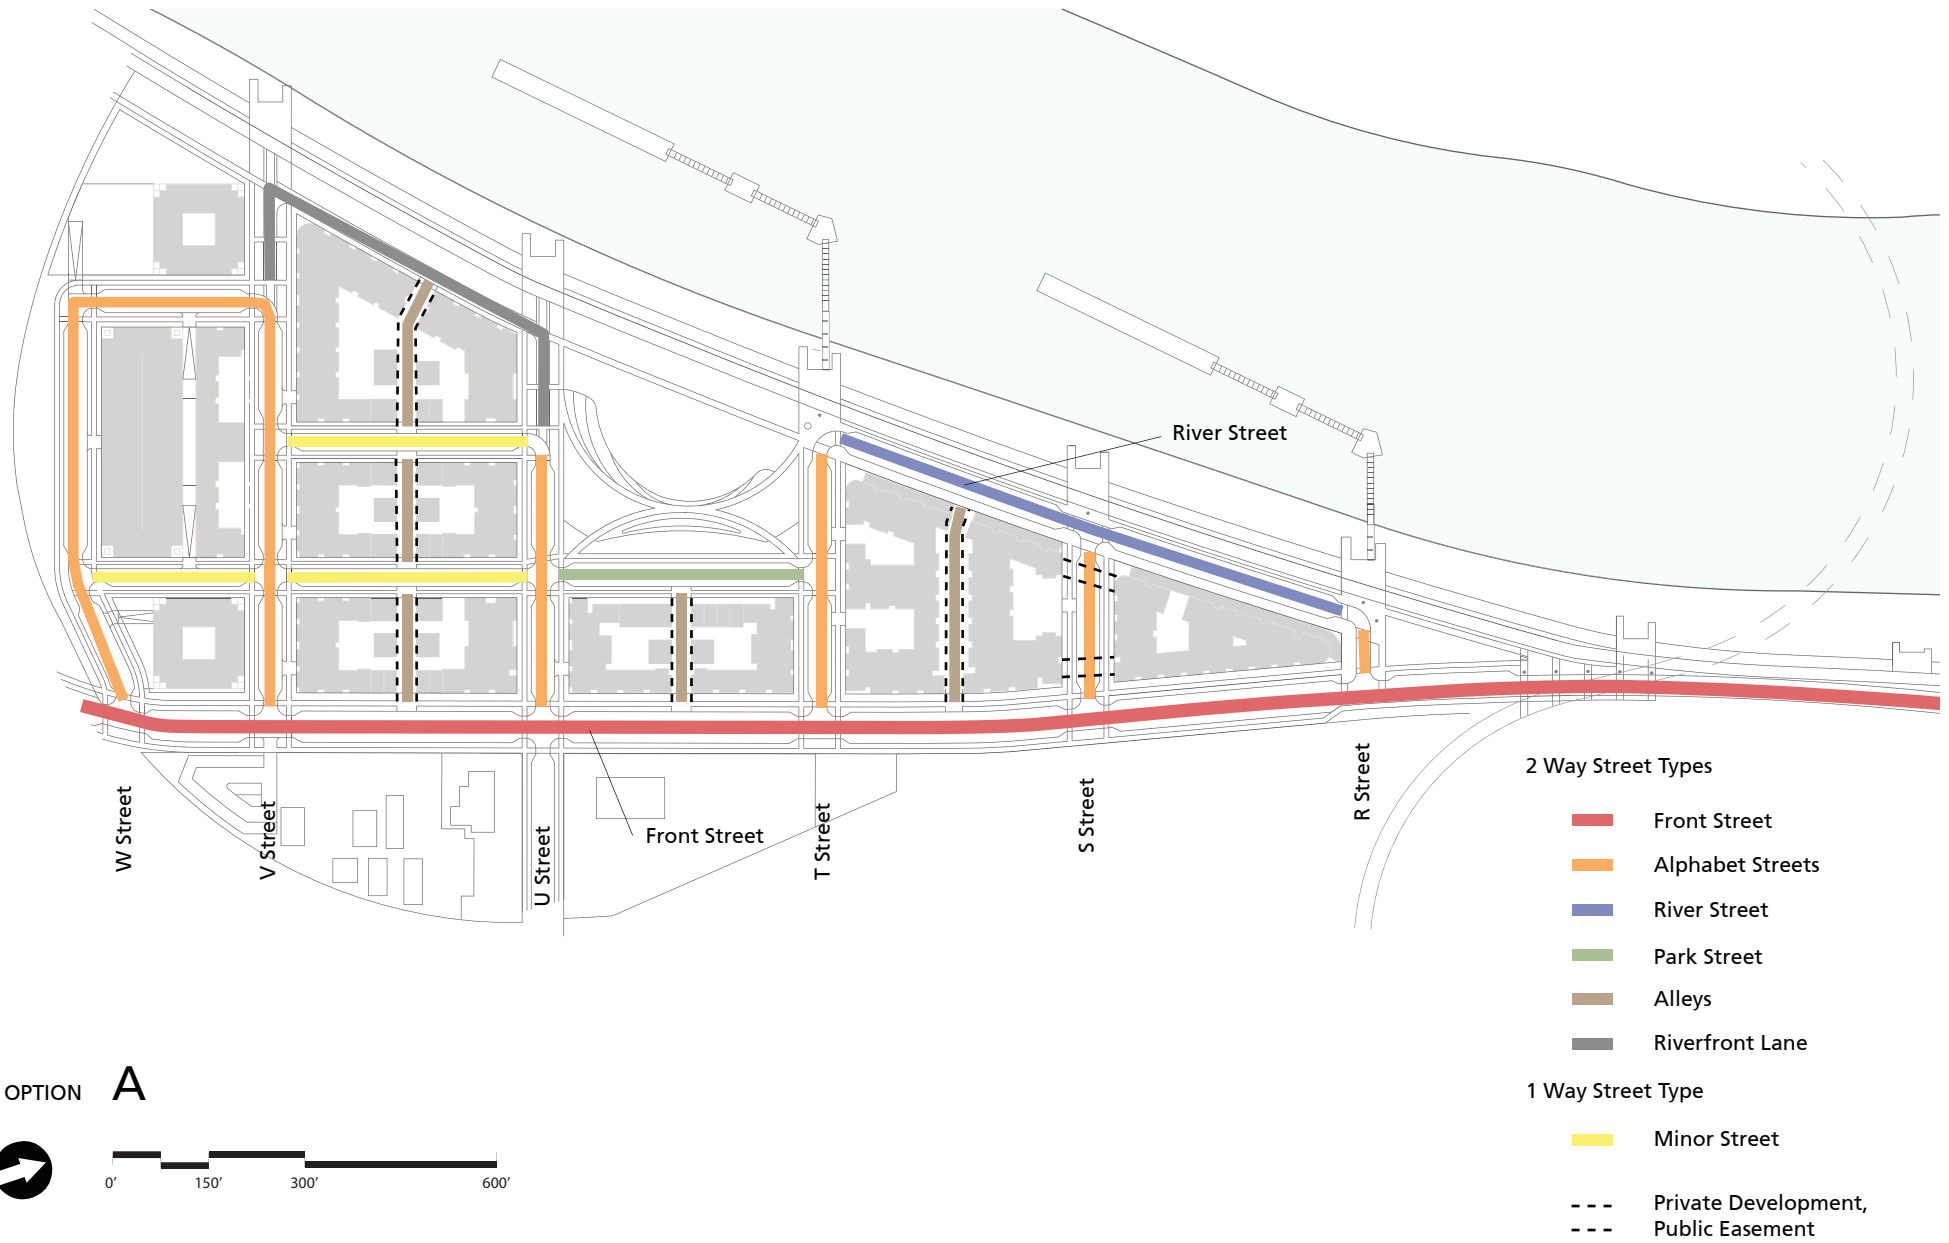 River Street
Front Street
W Street
V Street
U Street
T Street
S Street
R Street
2 Way Street Types
Front Street
Alphabet Streets
River Street
Park Street
Alleys
Riverfront Lane
1 Way Street Type
Minor Street
Private Development,
Public Easement
OPTION A
0' 150' 300' 600'